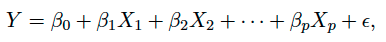 Y = β₀ + β₁X₁ + β₂X₂ + ··· + βₚXₚ + ϵ,